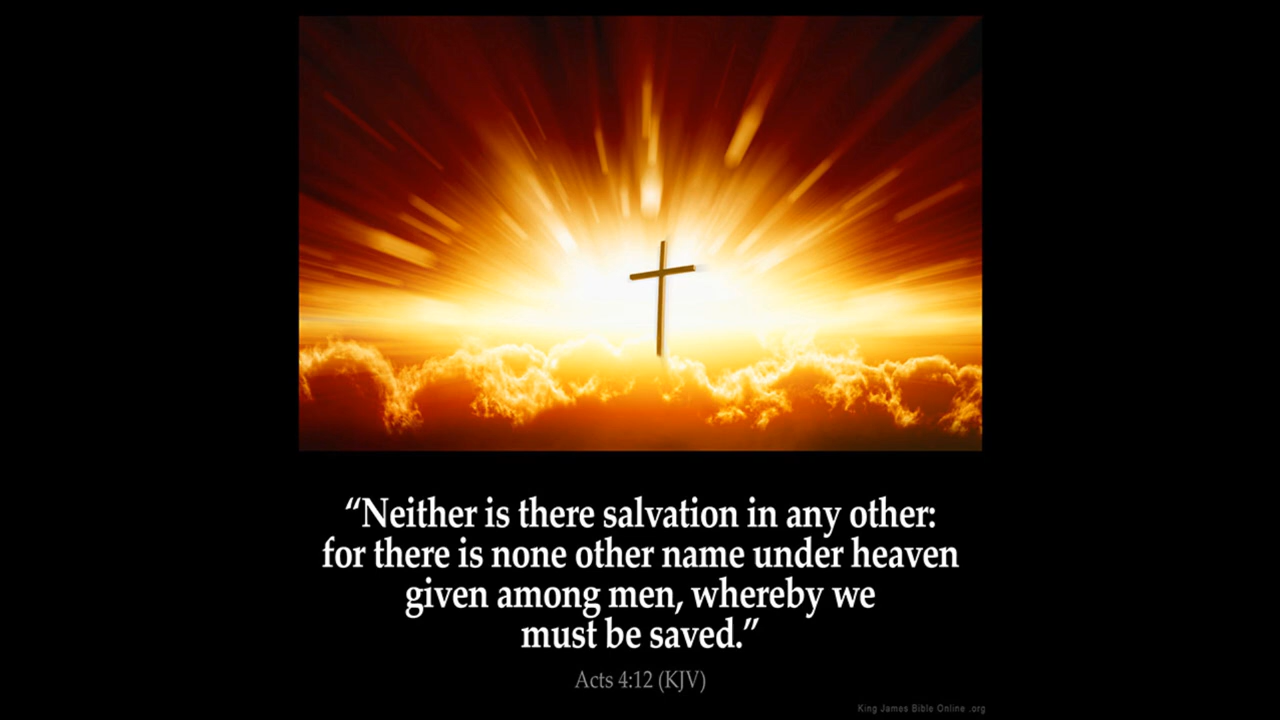 “Neither is there salvation in any other:
for there is none other name under heaven
given among men, whereby we
must be saved.”
Acts 4:12 (KJV)
King James Bible Online .org